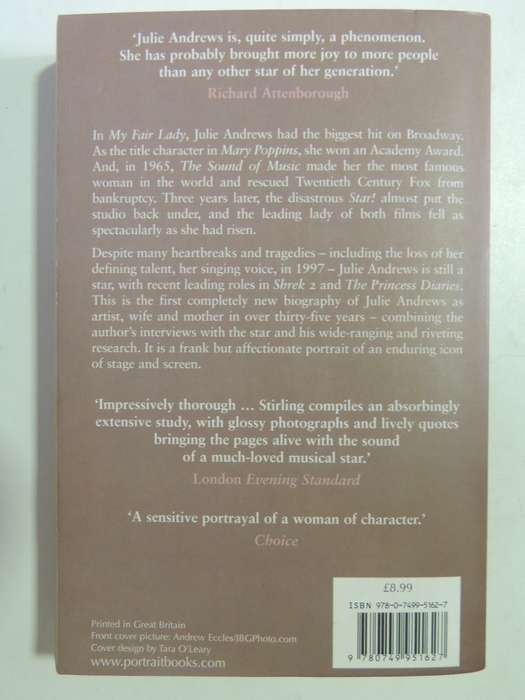 ‘Julie Andrews is, quite simply, a phenomenon.
She has probably brought more joy to more people
than any other star of her generation.’
Richard Attenborough
In My Fair Lady, Julie Andrews had the biggest hit on Broadway.
As the title character in Mary Poppins, she won an Academy Award.
And, in 1965, The Sound of Music made her the most famous
woman in the world and rescued Twentieth Century Fox from
bankruptcy. Three years later, the disastrous Star! almost put the
studio back under, and the leading lady of both films fell as
spectacularly as she had risen.
Despite many heartbreaks and tragedies – including the loss of her
defining talent, her singing voice, in 1997 – Julie Andrews is still a
star, with recent leading roles in Shrek 2 and The Princess Diaries.
This is the first completely new biography of Julie Andrews as
artist, wife and mother in over thirty-five years – combining the
author’s interviews with the star and his wide-ranging and riveting
research. It is a frank but affectionate portrait of an enduring icon
of stage and screen.
‘Impressively thorough … Stirling compiles an absorbingly
extensive study, with glossy photographs and lively quotes
bringing the pages alive with the sound
of a much-loved musical star.’
London Evening Standard
‘A sensitive portrayal of a woman of character.’
Choice
£8.99
ISBN 978-0-7499-5162-7
9 780749 951627
Printed in Great Britain
Front cover picture: Andrew Eccles/JBGPhoto.com
Cover design by Tara O’Leary
www.portraitbooks.com